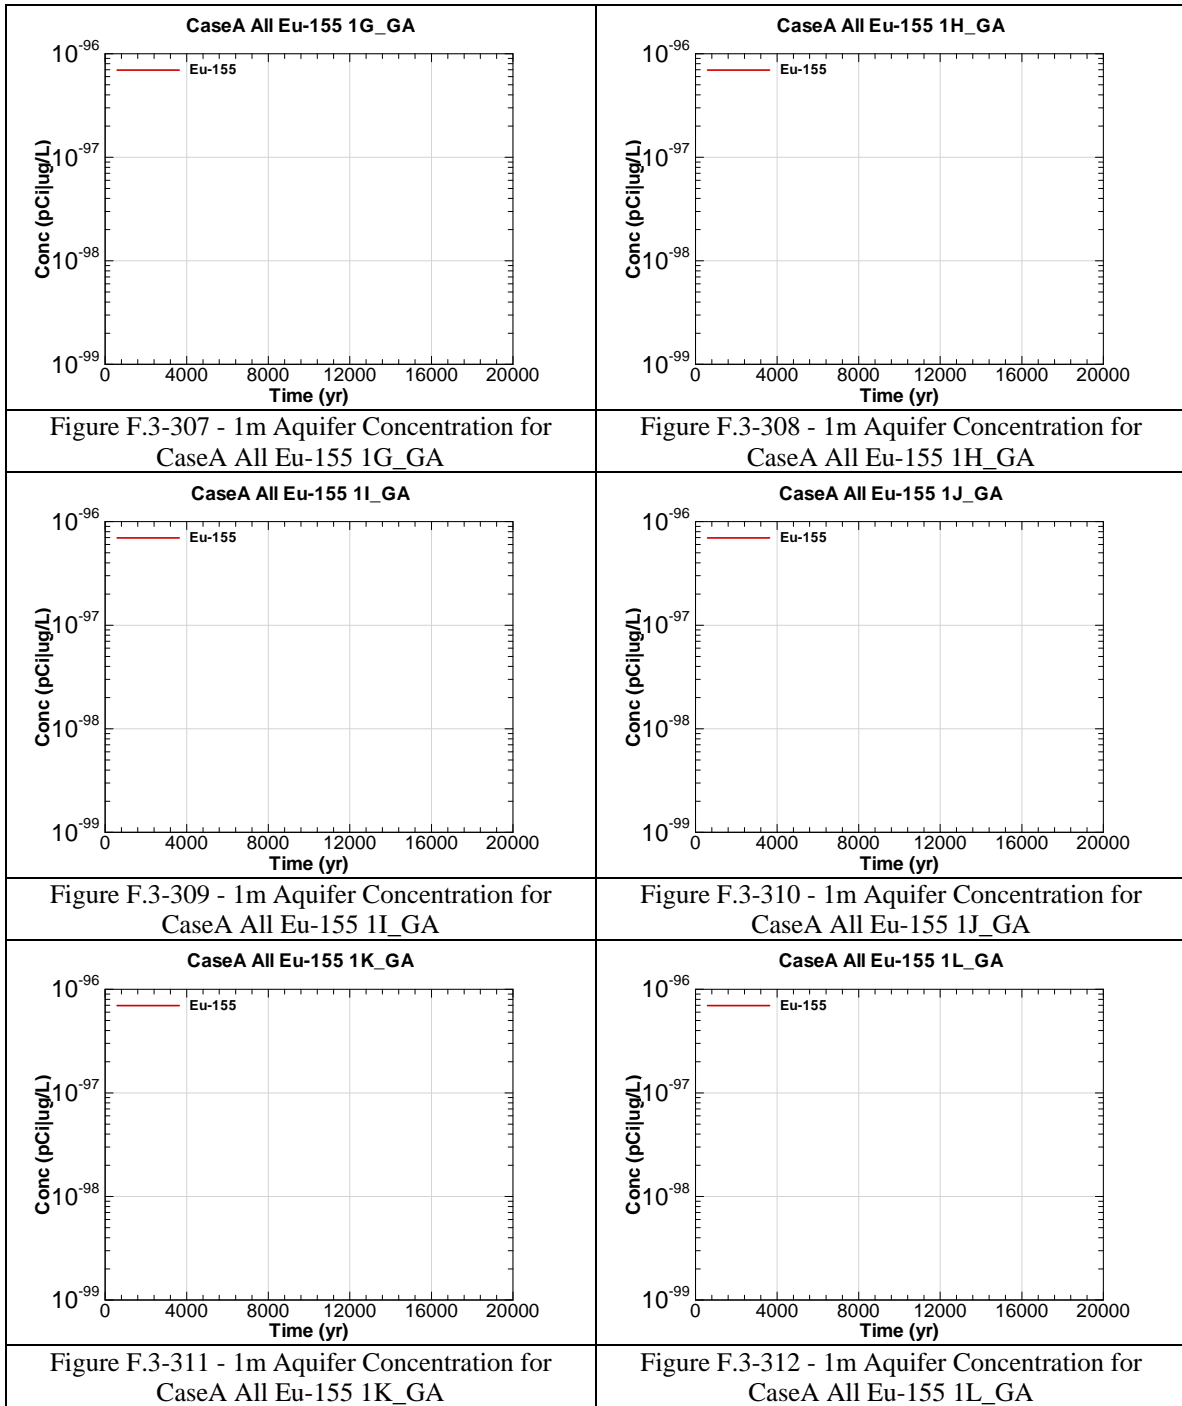 CaseA All Eu-155 1G_GA
10-96
Eu-155
10-97
Conc (pCi|ug/L)
10-98
10-99
0 4000 8000 12000 16000 20000
Time (yr)
Figure F.3-307 - 1m Aquifer Concentration for
CaseA All Eu-155 1G_GA
CaseA All Eu-155 1H_GA
10-96
Eu-155
10-97
Conc (pCi|ug/L)
10-98
10-99
0 4000 8000 12000 16000 20000
Time (yr)
Figure F.3-308 - 1m Aquifer Concentration for
CaseA All Eu-155 1H_GA
CaseA All Eu-155 1I_GA
10-96
Eu-155
10-97
Conc (pCi|ug/L)
10-98
10-99
0 4000 8000 12000 16000 20000
Time (yr)
Figure F.3-309 - 1m Aquifer Concentration for
CaseA All Eu-155 1I_GA
CaseA All Eu-155 1J_GA
10-96
Eu-155
10-97
Conc (pCi|ug/L)
10-98
10-99
0 4000 8000 12000 16000 20000
Time (yr)
Figure F.3-310 - 1m Aquifer Concentration for
CaseA All Eu-155 1J_GA
CaseA All Eu-155 1K_GA
10-96
Eu-155
10-97
Conc (pCi|ug/L)
10-98
10-99
0 4000 8000 12000 16000 20000
Time (yr)
Figure F.3-311 - 1m Aquifer Concentration for
CaseA All Eu-155 1K_GA
CaseA All Eu-155 1L_GA
10-96
Eu-155
10-97
Conc (pCi|ug/L)
10-98
10-99
0 4000 8000 12000 16000 20000
Time (yr)
Figure F.3-312 - 1m Aquifer Concentration for
CaseA All Eu-155 1L_GA